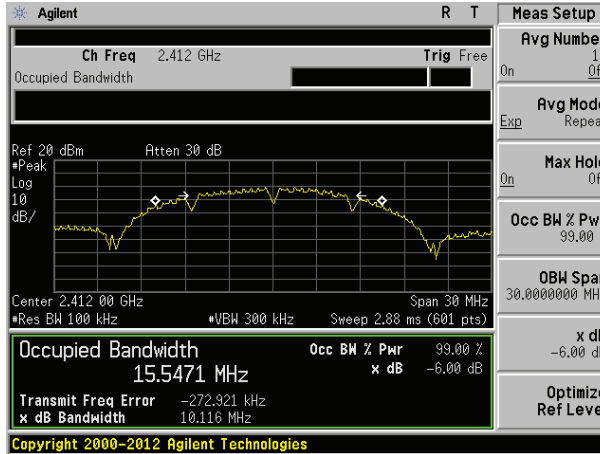 Agilent R T
Ch Freq 2.412 GHz Trig Free
Occupied Bandwidth
Ref 20 dBm Atten 30 dB
#Peak
Log
10
dB/
Center 2.412 00 GHz Span 30 MHz
#Res BW 100 kHz #VBW 300 kHz Sweep 2.88 ms (601 pts)
Occupied Bandwidth Occ BW % Pwr 99.00 %
15.5471 MHz x dB -6.00 dB
Transmit Freq Error -272.921 kHz
x dB Bandwidth 10.116 MHz
Copyright 2000-2012 Agilent Technologies
Meas Setup
Avg Numbe
1
On Of
Avg Mod
Exp Repea
Max Hol
On Of
Occ BW % Pw
99.00
OBW Spa
30.0000000 MH
x d
-6.00 d
Optimiz
Ref Leve